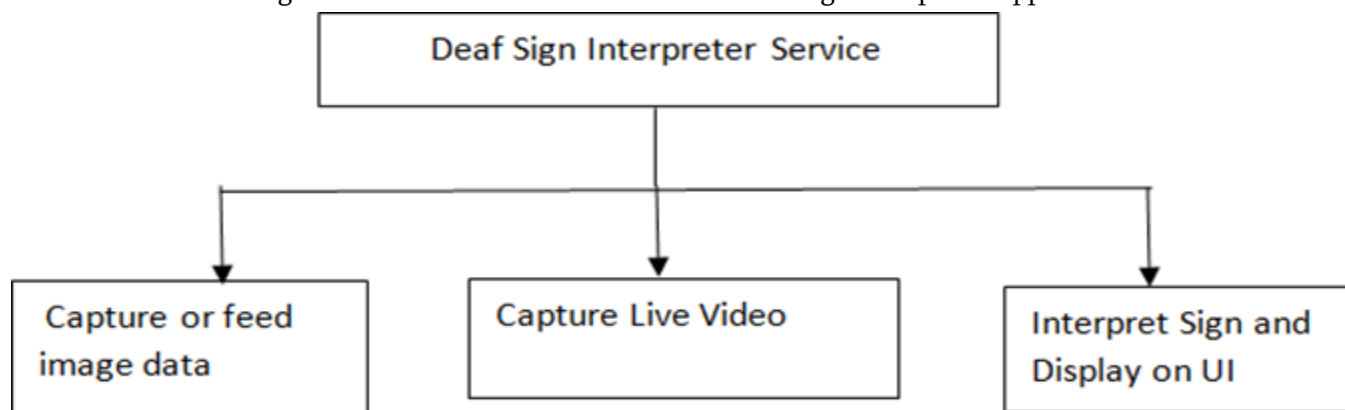 Deaf Sign Interpreter Service
Capture or feed
image data
Capture Live Video
Interpret Sign and
Display on UI